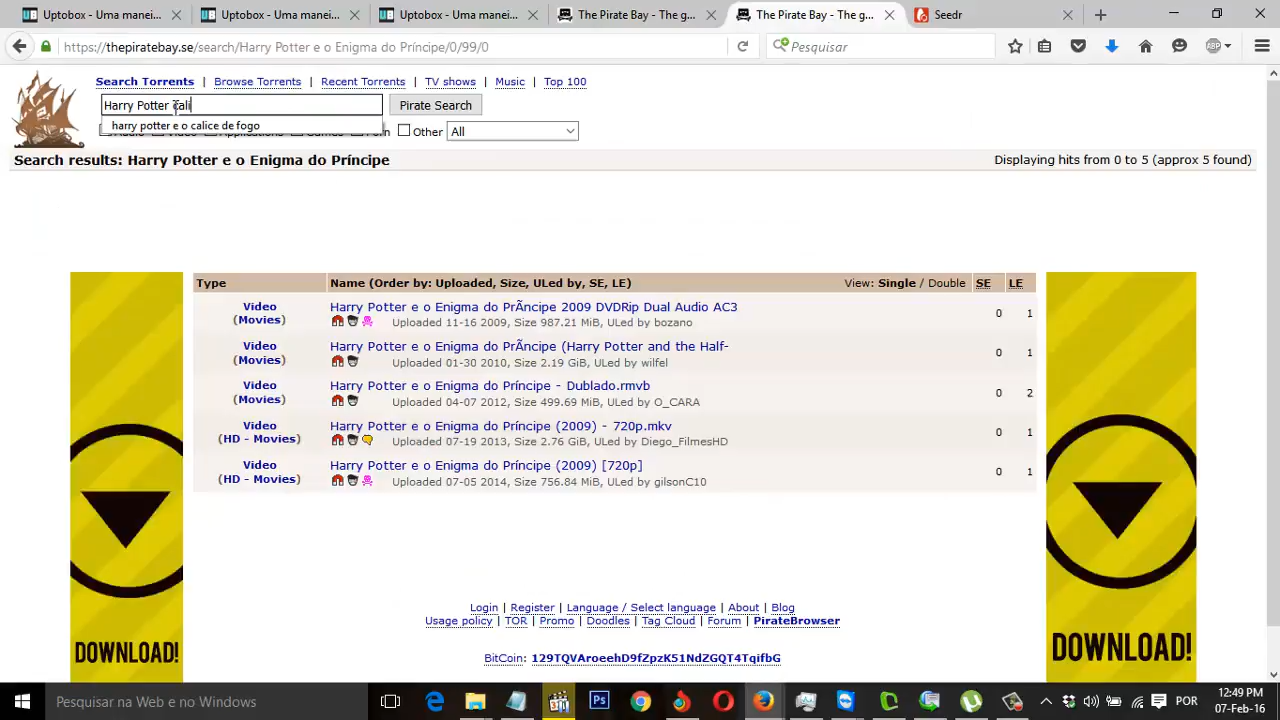 Uptobox - Uma manei... Uptobox - Uma manei... Uptobox - Uma manei... The Pirate Bay - The g... The Pirate Bay - The g... Seedr
https://thepiratebay.se/search/Harry Potter e o Enigma do Príncipe/0/99/0
Pesquisar
ABP
Search Torrents | Browse Torrents | Recent Torrents | TV shows | Music | Top 100
Harry Potter cali
Pirate Search
harry potter e o calice de fogo
Other
All
Search results: Harry Potter e o Enigma do Príncipe
Displaying hits from 0 to 5 (approx 5 found)
Type
Name (Order by: Uploaded, Size, ULed by, SE, LE)
View: Single / Double
SE
LE
Video
(Movies)
Harry Potter e o Enigma do PrÃncipe 2009 DVDRip Dual Audio AC3
Uploaded 11-16 2009, Size 987.21 MiB, ULed by bozano
0
1
Video
(Movies)
Harry Potter e o Enigma do PrÃncipe (Harry Potter and the Half-
Uploaded 01-30 2010, Size 2.19 GiB, ULed by wilfel
0
1
Video
(Movies)
Harry Potter e o Enigma do Príncipe - Dublado.rmvb
Uploaded 04-07 2012, Size 499.69 MiB, ULed by O_CARA
0
2
Video
(HD - Movies)
Harry Potter e o Enigma do Príncipe (2009) - 720p.mkv
Uploaded 07-19 2013, Size 2.76 GiB, ULed by Diego_FilmesHD
0
1
Video
(HD - Movies)
Harry Potter e o Enigma do Príncipe (2009) [720p]
Uploaded 07-05 2014, Size 756.84 MiB, ULed by gilsonC10
0
1
DOWNLOAD!
DOWNLOAD!
Login | Register | Language / Select language | About | Blog
Usage policy | TOR | Promo | Doodles | Tag Cloud | Forum | PirateBrowser
BitCoin: 129TQVAroeehD9fZpzK51NdZGQT4TqifbG
Pesquisar na Web e no Windows
Ps
POR
12:49 PM
07-Feb-16